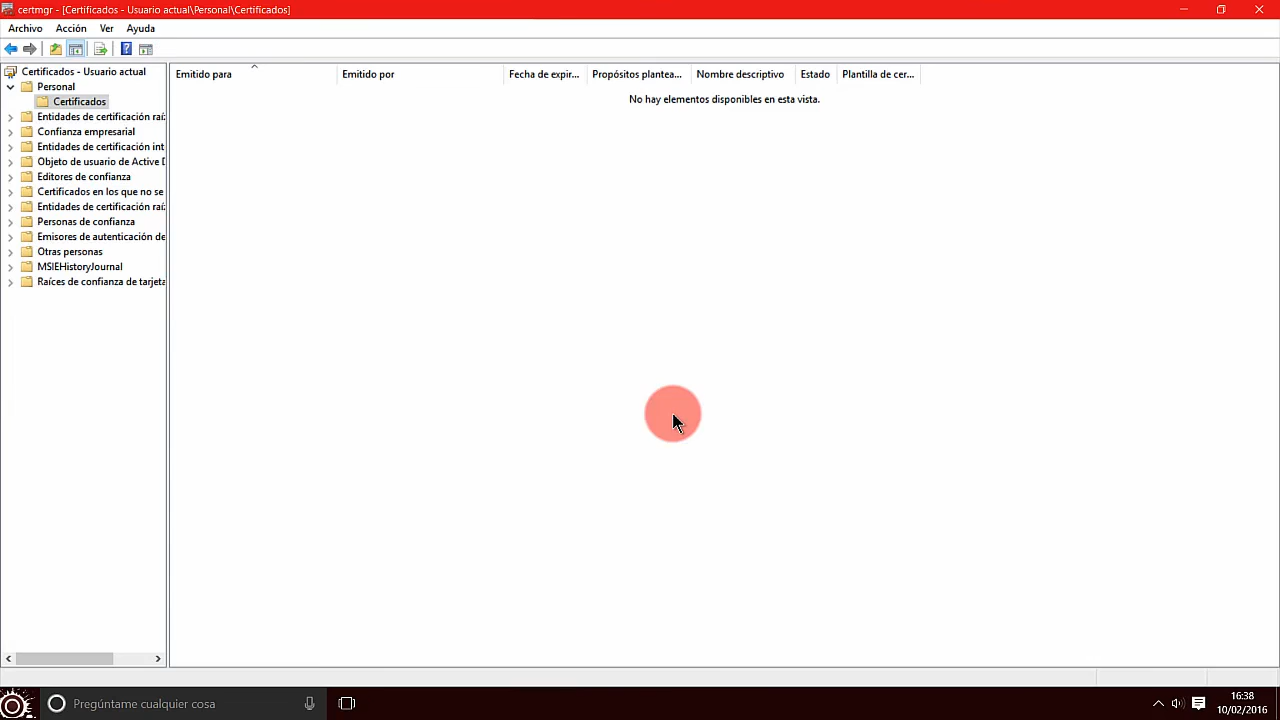 certmgr - [Certificados - Usuario actual\Personal\Certificados]
Archivo Acción Ver Ayuda
Certificados - Usuario actual
Personal
Certificados
Entidades de certificación raí
Confianza empresarial
Entidades de certificación int
Objeto de usuario de Active D
Editores de confianza
Certificados en los que no se
Entidades de certificación raí
Personas de confianza
Emisores de autenticación de
Otras personas
MSIEHistoryJournal
Raíces de confianza de tarjeta
Emitido para Emitido por Fecha de expir... Propósitos plantea... Nombre descriptivo Estado Plantilla de cer...
No hay elementos disponibles en esta vista.
Pregúntame cualquier cosa
16:38
10/02/2016